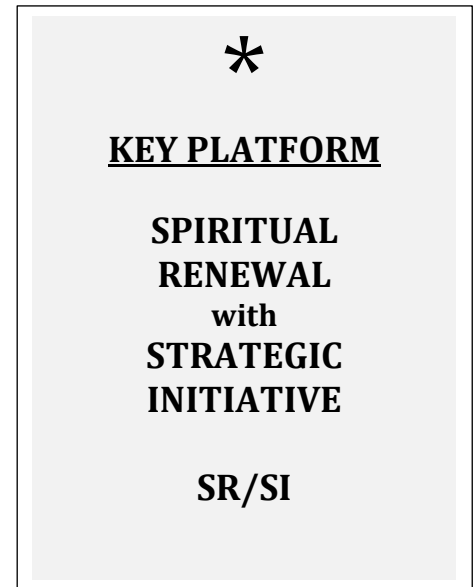 *
KEY PLATFORM
SPIRITUAL
RENEWAL
with
STRATEGIC
INITIATIVE
SR/SI